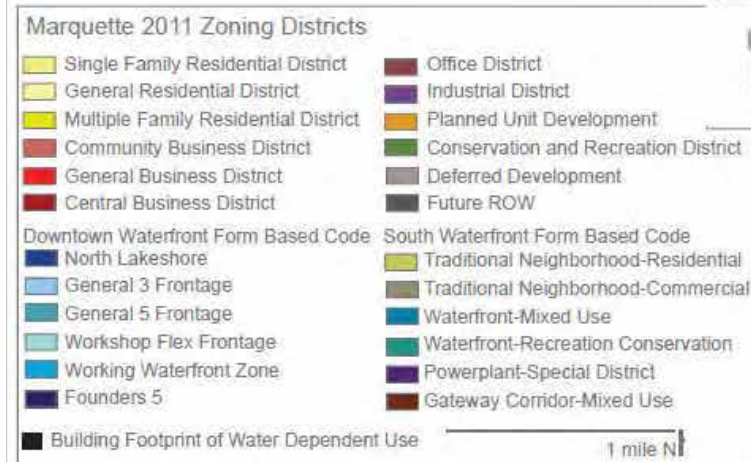 Marquette 2011 Zoning Districts
Single Family Residential District
General Residential District
Multiple Family Residential District
Community Business District
General Business District
Central Business District
Office District
Industrial District
Planned Unit Development
Conservation and Recreation District
Deferred Development
Future ROW
Downtown Waterfront Form Based Code
North Lakeshore
General 3 Frontage
General 5 Frontage
Workshop Flex Frontage
Working Waterfront Zone
Founders 5
South Waterfront Form Based Code
Traditional Neighborhood-Residential
Traditional Neighborhood-Commercial
Waterfront-Mixed Use
Waterfront-Recreation Conservation
Powerplant-Special District
Gateway Corridor-Mixed Use
Building Footprint of Water Dependent Use
1 mile N